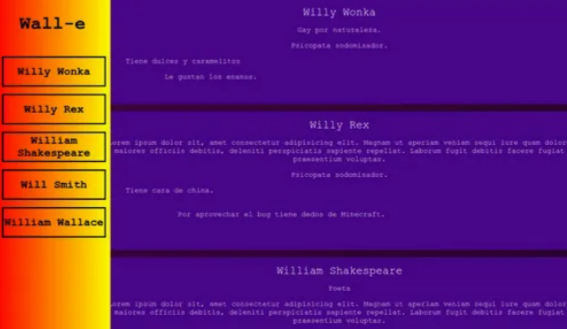 Wall-e
Willy Wonka
Willy Rex
William
Shakespeare
Will Smith
William Wallace
Willy Wonka
Gay por naturaleza.
Psicopata sodomizador.
Tiene dulces y caramelitos
Le gustan los enanos.
Willy Rex
Lorem ipsum dolor sit, amet consectetur adipisicing elit. Magnam ut aperiam veniam sequi iure quam dolor
maiores officiis debitis, deleniti perspiciatis sapiente repellat. Laborum fugit debitis facere fugiat
praesentium voluptas.
Psicopata sodomizador.
Tiene cara de china.
Por aprovechar el bug tiene dedos de Minecraft.
William Shakespeare
Poeta
Lorem ipsum dolor sit, amet consectetur adipisicing elit. Magnam ut aperiam veniam sequi iure quam dolor
maiores officiis debitis, deleniti perspiciatis sapiente repellat. Laborum fugit debitis facere fugiat
praesentium voluptas.